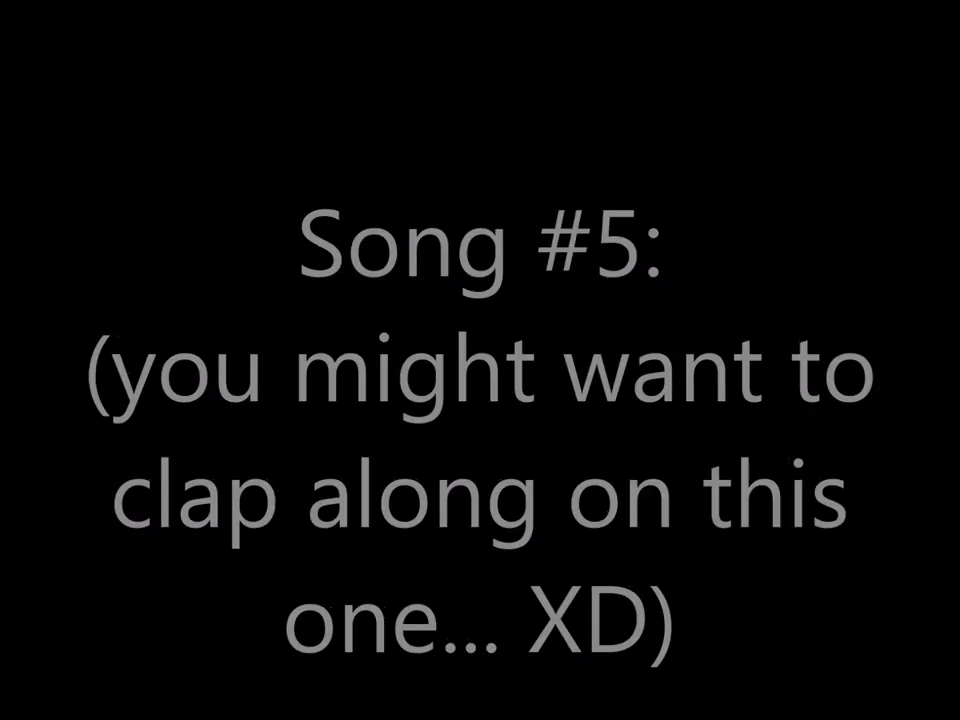 Song #5:
(you might want to
clap along on this
one... XD)